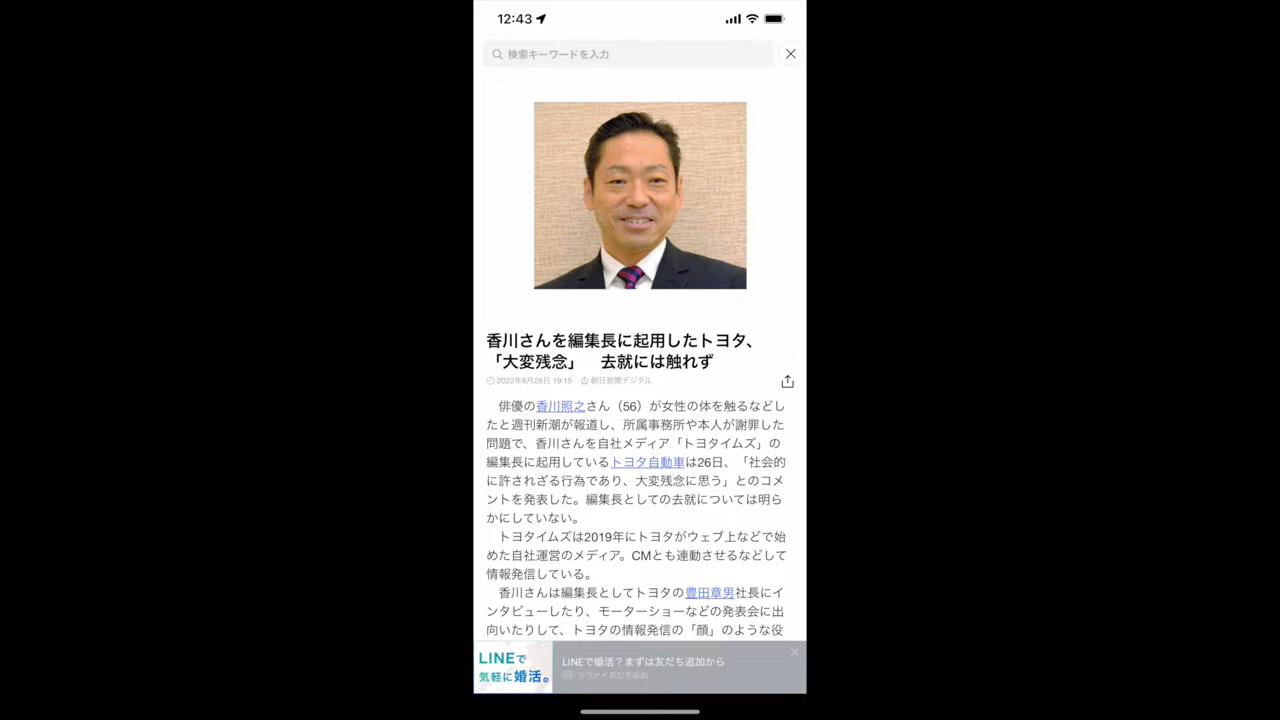 12:43
検索キーワードを入力
香川さんを編集長に起用したトヨタ、
「大変残念」　去就には触れず
2022年8月26日 19:15　朝日新聞デジタル
　俳優の香川照之さん（56）が女性の体を触るなどし
たと週刊新潮が報道し、所属事務所や本人が謝罪した
問題で、香川さんを自社メディア「トヨタイムズ」の
編集長に起用しているトヨタ自動車は26日、「社会的
に許されざる行為であり、大変残念に思う」とのコメ
ントを発表した。編集長としての去就については明ら
かにしていない。
　トヨタイムズは2019年にトヨタがウェブ上などで始
めた自社運営のメディア。CMとも連動させるなどして
情報発信している。
　香川さんは編集長としてトヨタの豊田章男社長にイ
ンタビューしたり、モーターショーなどの発表会に出
向いたりして、トヨタの情報発信の「顔」のような役
LINEで
気軽に婚活。
LINEで婚活？まずは友だち追加から
ツヴァイ友だち追加